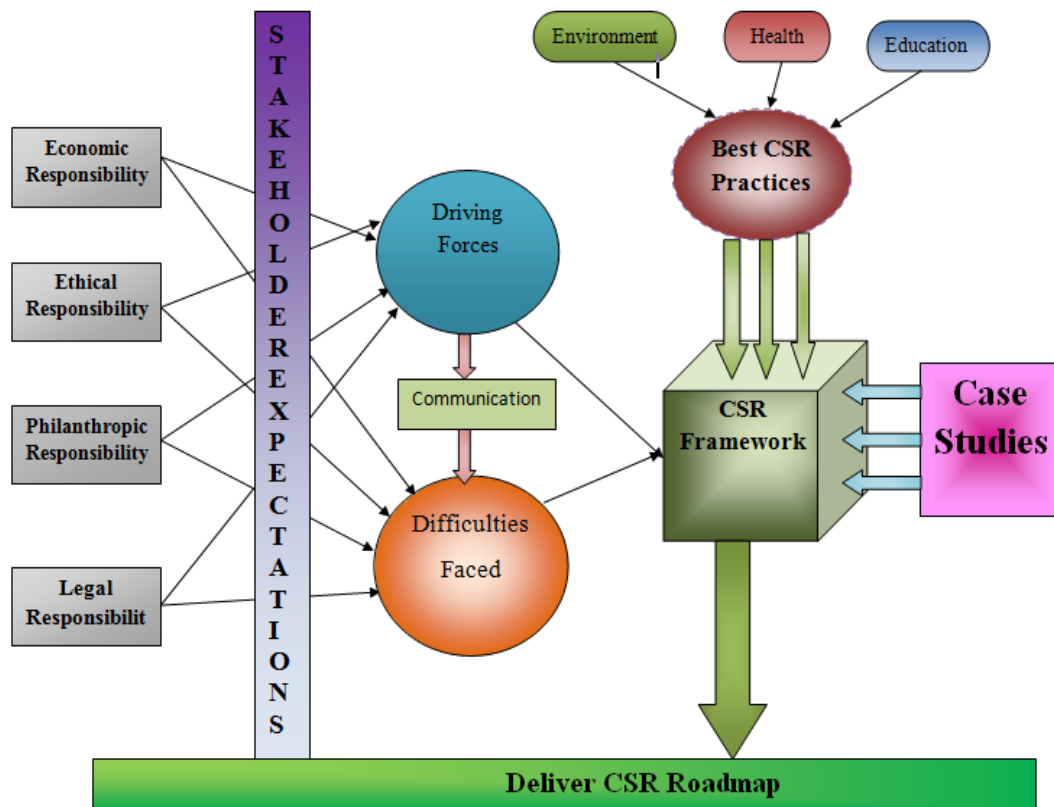 Environment
Health
Education
Best CSR
Practices
Economic
Responsibility
Ethical
Responsibility
Philanthropic
Responsibility
Legal
Responsibilit
STAKEHOLDEREXPECTATIONS
Driving
Forces
Communication
Difficulties
Faced
CSR
Framework
Case
Studies
Deliver CSR Roadmap